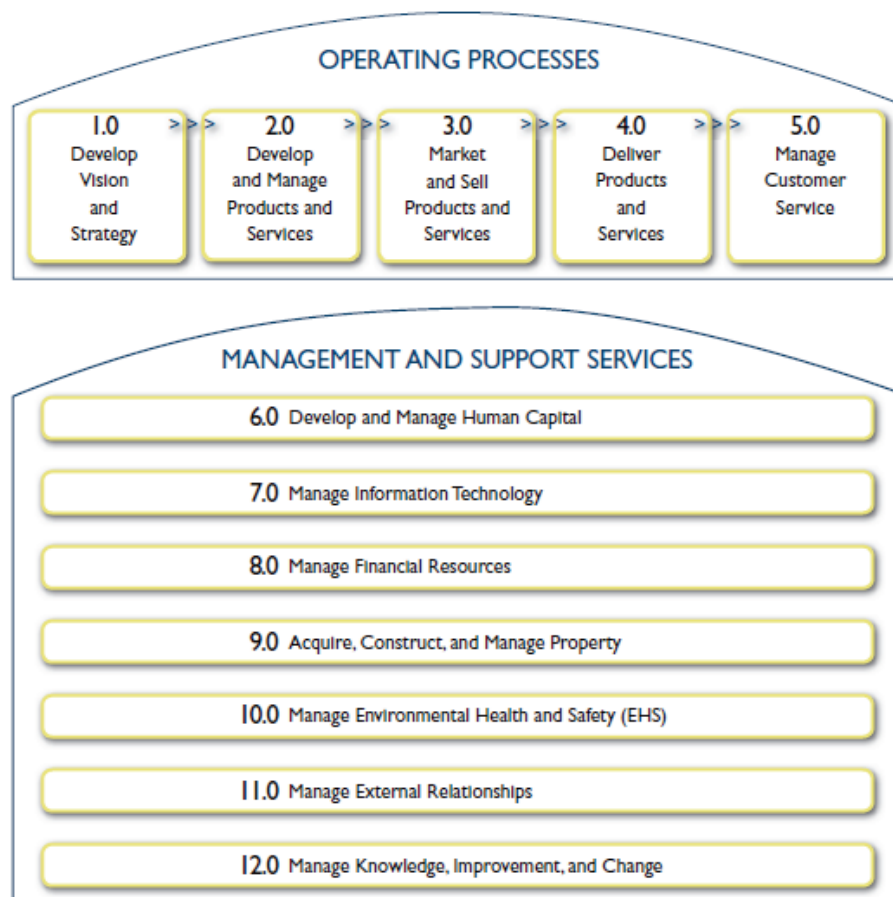 OPERATING PROCESSES
1.0 >>> 2.0 >>> 3.0 >>> 4.0 >>> 5.0
Develop
Vision
and
Strategy
Develop
and Manage
Products and
Services
Market
and Sell
Products and
Services
Deliver
Products
and
Services
Manage
Customer
Service
MANAGEMENT AND SUPPORT SERVICES
6.0 Develop and Manage Human Capital
7.0 Manage Information Technology
8.0 Manage Financial Resources
9.0 Acquire, Construct, and Manage Property
10.0 Manage Environmental Health and Safety (EHS)
11.0 Manage External Relationships
12.0 Manage Knowledge, Improvement, and Change